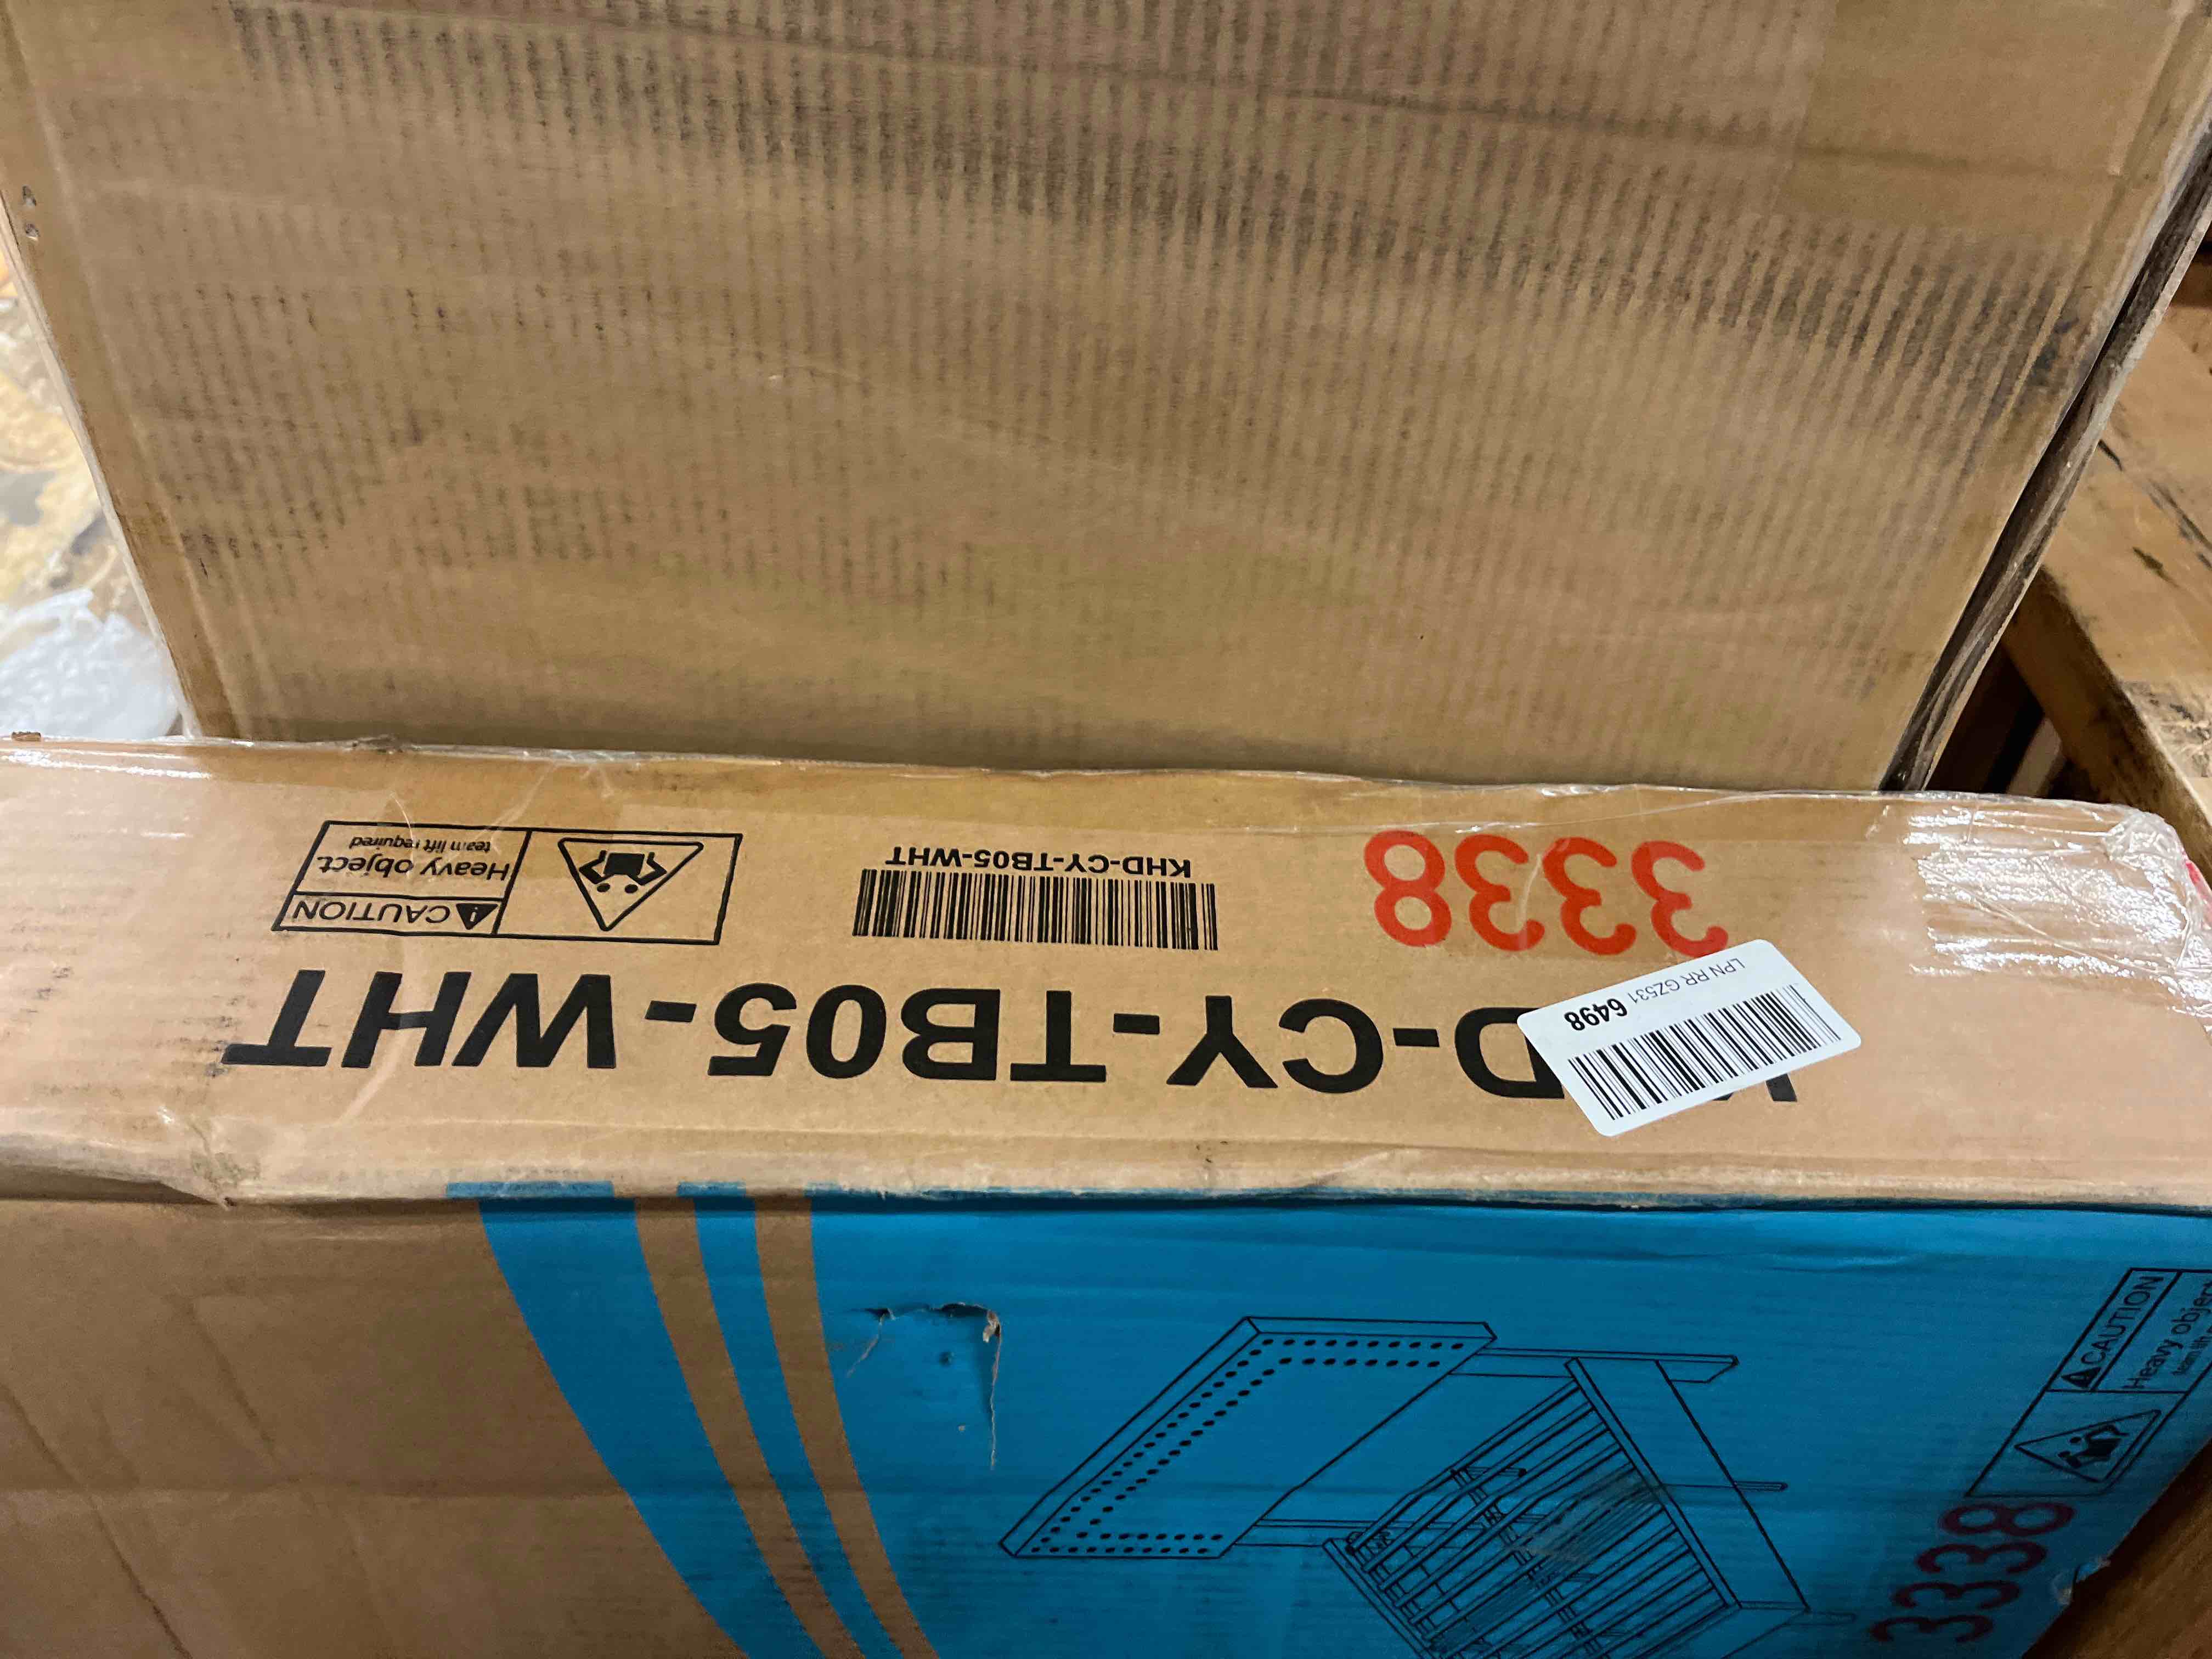 3338
KHD-CY-TB05-WHT
CAUTION
Heavy object.
team lift required
LPN RR GZ531 6498
D-CY-TB05-WHT
CAUTION
Heavy object
3338